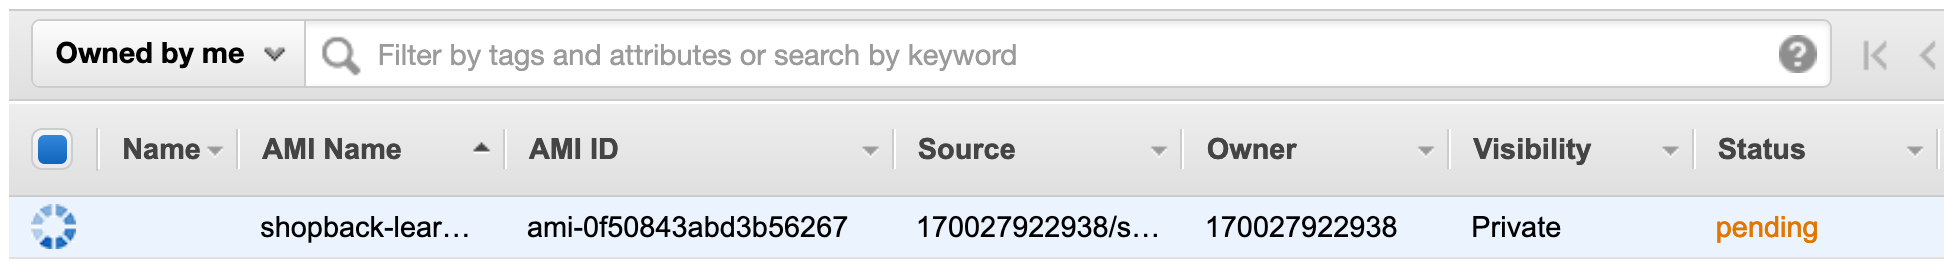 Owned by me Filter by tags and attributes or search by keyword ?
Name AMI Name AMI ID Source Owner Visibility Status
shopback-lear... ami-0f50843abd3b56267 170027922938/s... 170027922938 Private pending